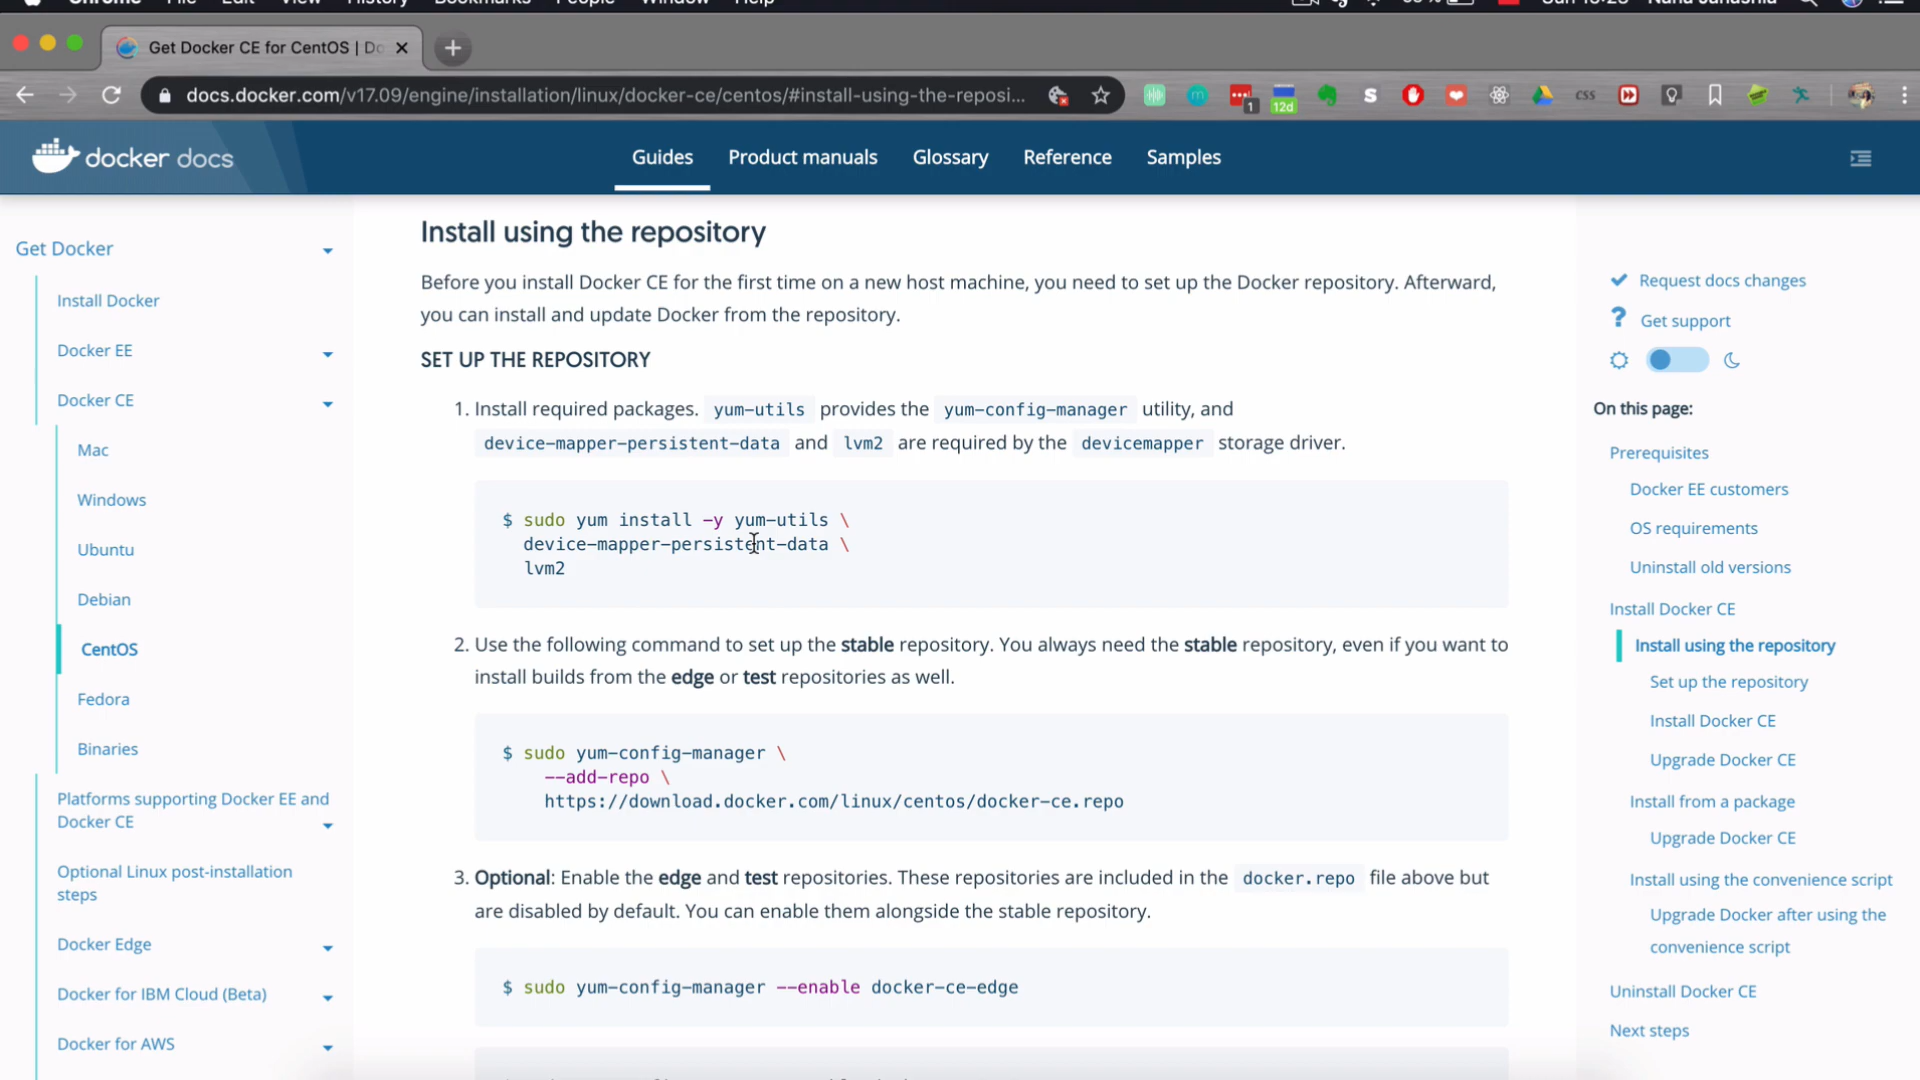 Chrome File Edit View History Bookmarks People Window Help
Get Docker CE for CentOS | Do
docs.docker.com/v17.09/engine/installation/linux/docker-ce/centos/#install-using-the-reposi...
1
12d
S
CSS
docker docs
Guides Product manuals Glossary Reference Samples
Get Docker
Install Docker
Docker EE
Docker CE
Mac
Windows
Ubuntu
Debian
CentOS
Fedora
Binaries
Platforms supporting Docker EE and
Docker CE
Optional Linux post-installation
steps
Docker Edge
Docker for IBM Cloud (Beta)
Docker for AWS
Install using the repository
Before you install Docker CE for the first time on a new host machine, you need to set up the Docker repository. Afterward,
you can install and update Docker from the repository.
SET UP THE REPOSITORY
1. Install required packages. yum-utils provides the yum-config-manager utility, and
device-mapper-persistent-data and lvm2 are required by the devicemapper storage driver.
$ sudo yum install -y yum-utils \
device-mapper-persistent-data \
lvm2
2. Use the following command to set up the stable repository. You always need the stable repository, even if you want to
install builds from the edge or test repositories as well.
$ sudo yum-config-manager \
--add-repo \
https://download.docker.com/linux/centos/docker-ce.repo
3. Optional: Enable the edge and test repositories. These repositories are included in the docker.repo file above but
are disabled by default. You can enable them alongside the stable repository.
$ sudo yum-config-manager --enable docker-ce-edge
Request docs changes
Get support
On this page:
Prerequisites
Docker EE customers
OS requirements
Uninstall old versions
Install Docker CE
Install using the repository
Set up the repository
Install Docker CE
Upgrade Docker CE
Install from a package
Upgrade Docker CE
Install using the convenience script
Upgrade Docker after using the
convenience script
Uninstall Docker CE
Next steps